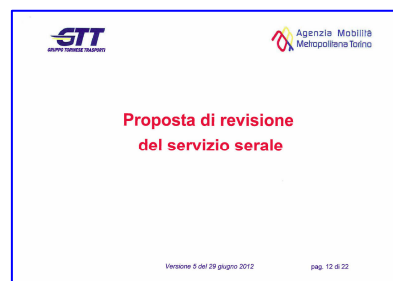 GTT
GRUPPO TORINESE TRASPORTI
Agenzia Mobilità
Metropolitana Torino
Proposta di revisione
del servizio serale
Versione 5 del 29 giugno 2012
pag. 12 di 22